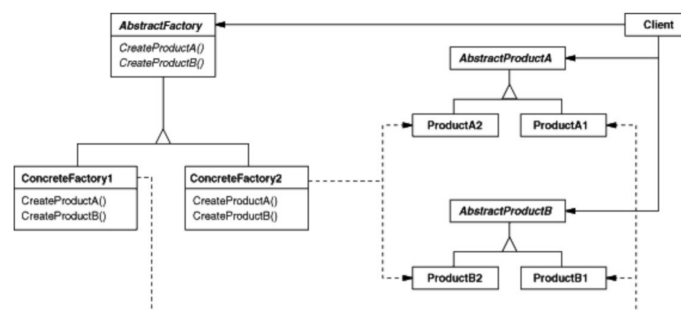 AbstractFactory
CreateProductA()
CreateProductB()
Client
AbstractProductA
ProductA2
ProductA1
ConcreteFactory1
CreateProductA()
CreateProductB()
ConcreteFactory2
CreateProductA()
CreateProductB()
AbstractProductB
ProductB2
ProductB1